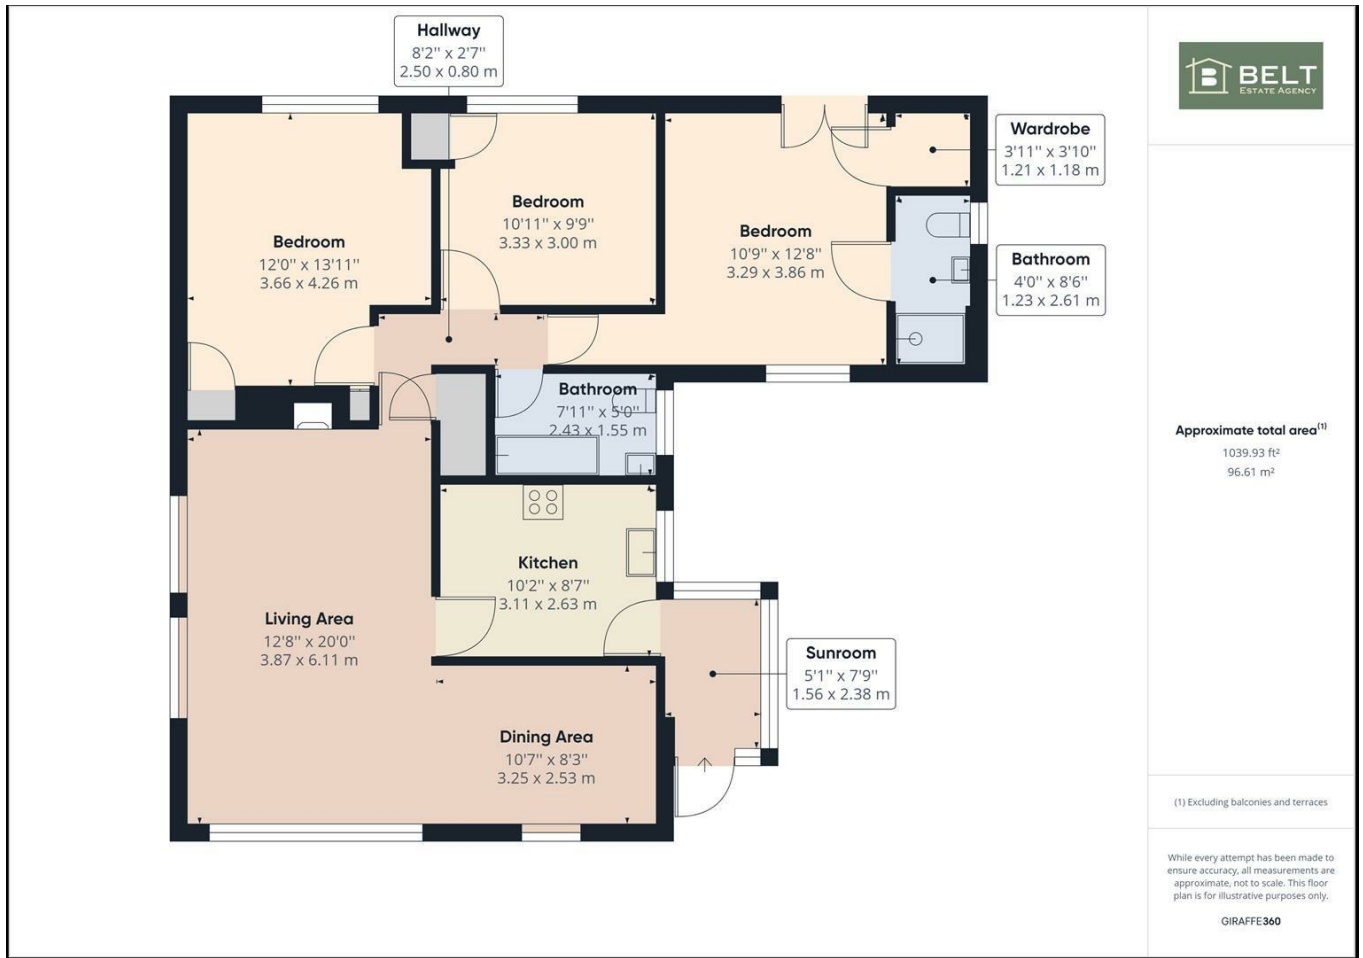 Hallway
8'2'' x 2'7''
2.50 x 0.80 m
BELT
ESTATE AGENCY
Wardrobe
3'11'' x 3'10''
1.21 x 1.18 m
Bedroom
10'11'' x 9'9''
3.33 x 3.00 m
Bedroom
10'9'' x 12'8''
3.29 x 3.86 m
Bedroom
12'0'' x 13'11''
3.66 x 4.26 m
Bathroom
4'0'' x 8'6''
1.23 x 2.61 m
Bathroom
7'11'' x 5'0''
2.43 x 1.55 m
Approximate total area(1)
1039.93 ft²
96.61 m²
Kitchen
10'2'' x 8'7''
3.11 x 2.63 m
Living Area
12'8'' x 20'0''
3.87 x 6.11 m
Sunroom
5'1'' x 7'9''
1.56 x 2.38 m
Dining Area
10'7'' x 8'3''
3.25 x 2.53 m
(1) Excluding balconies and terraces
While every attempt has been made to
ensure accuracy, all measurements are
approximate, not to scale. This floor
plan is for illustrative purposes only.
GIRAFFE360